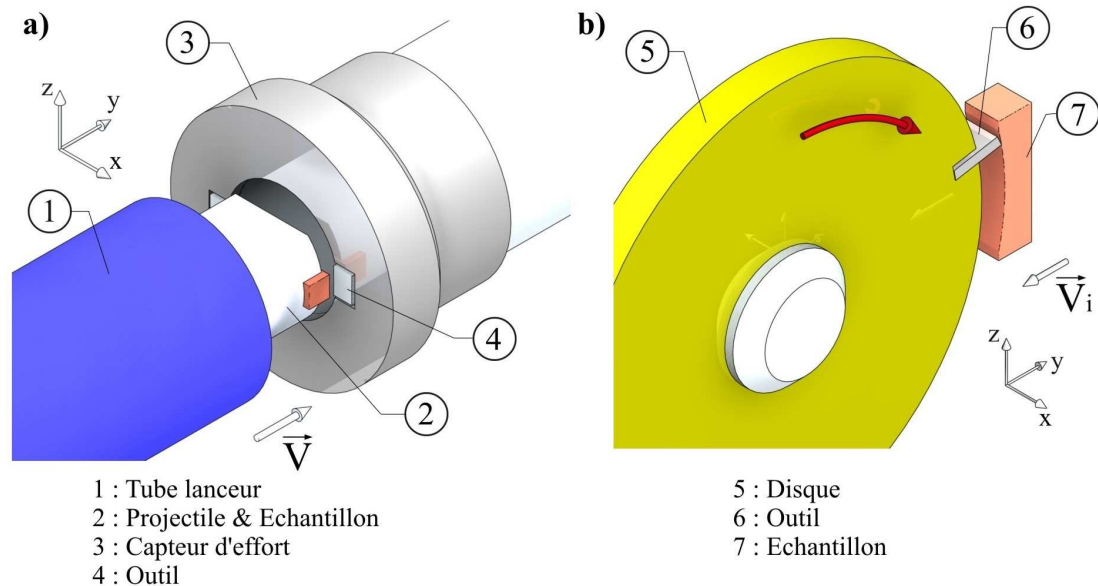 a)
3
z
y
x
1
4
2
V
1 : Tube lanceur
2 : Projectile & Echantillon
3 : Capteur d'effort
4 : Outil
b)
6
5
7
Vi
z
y
x
5 : Disque
6 : Outil
7 : Echantillon